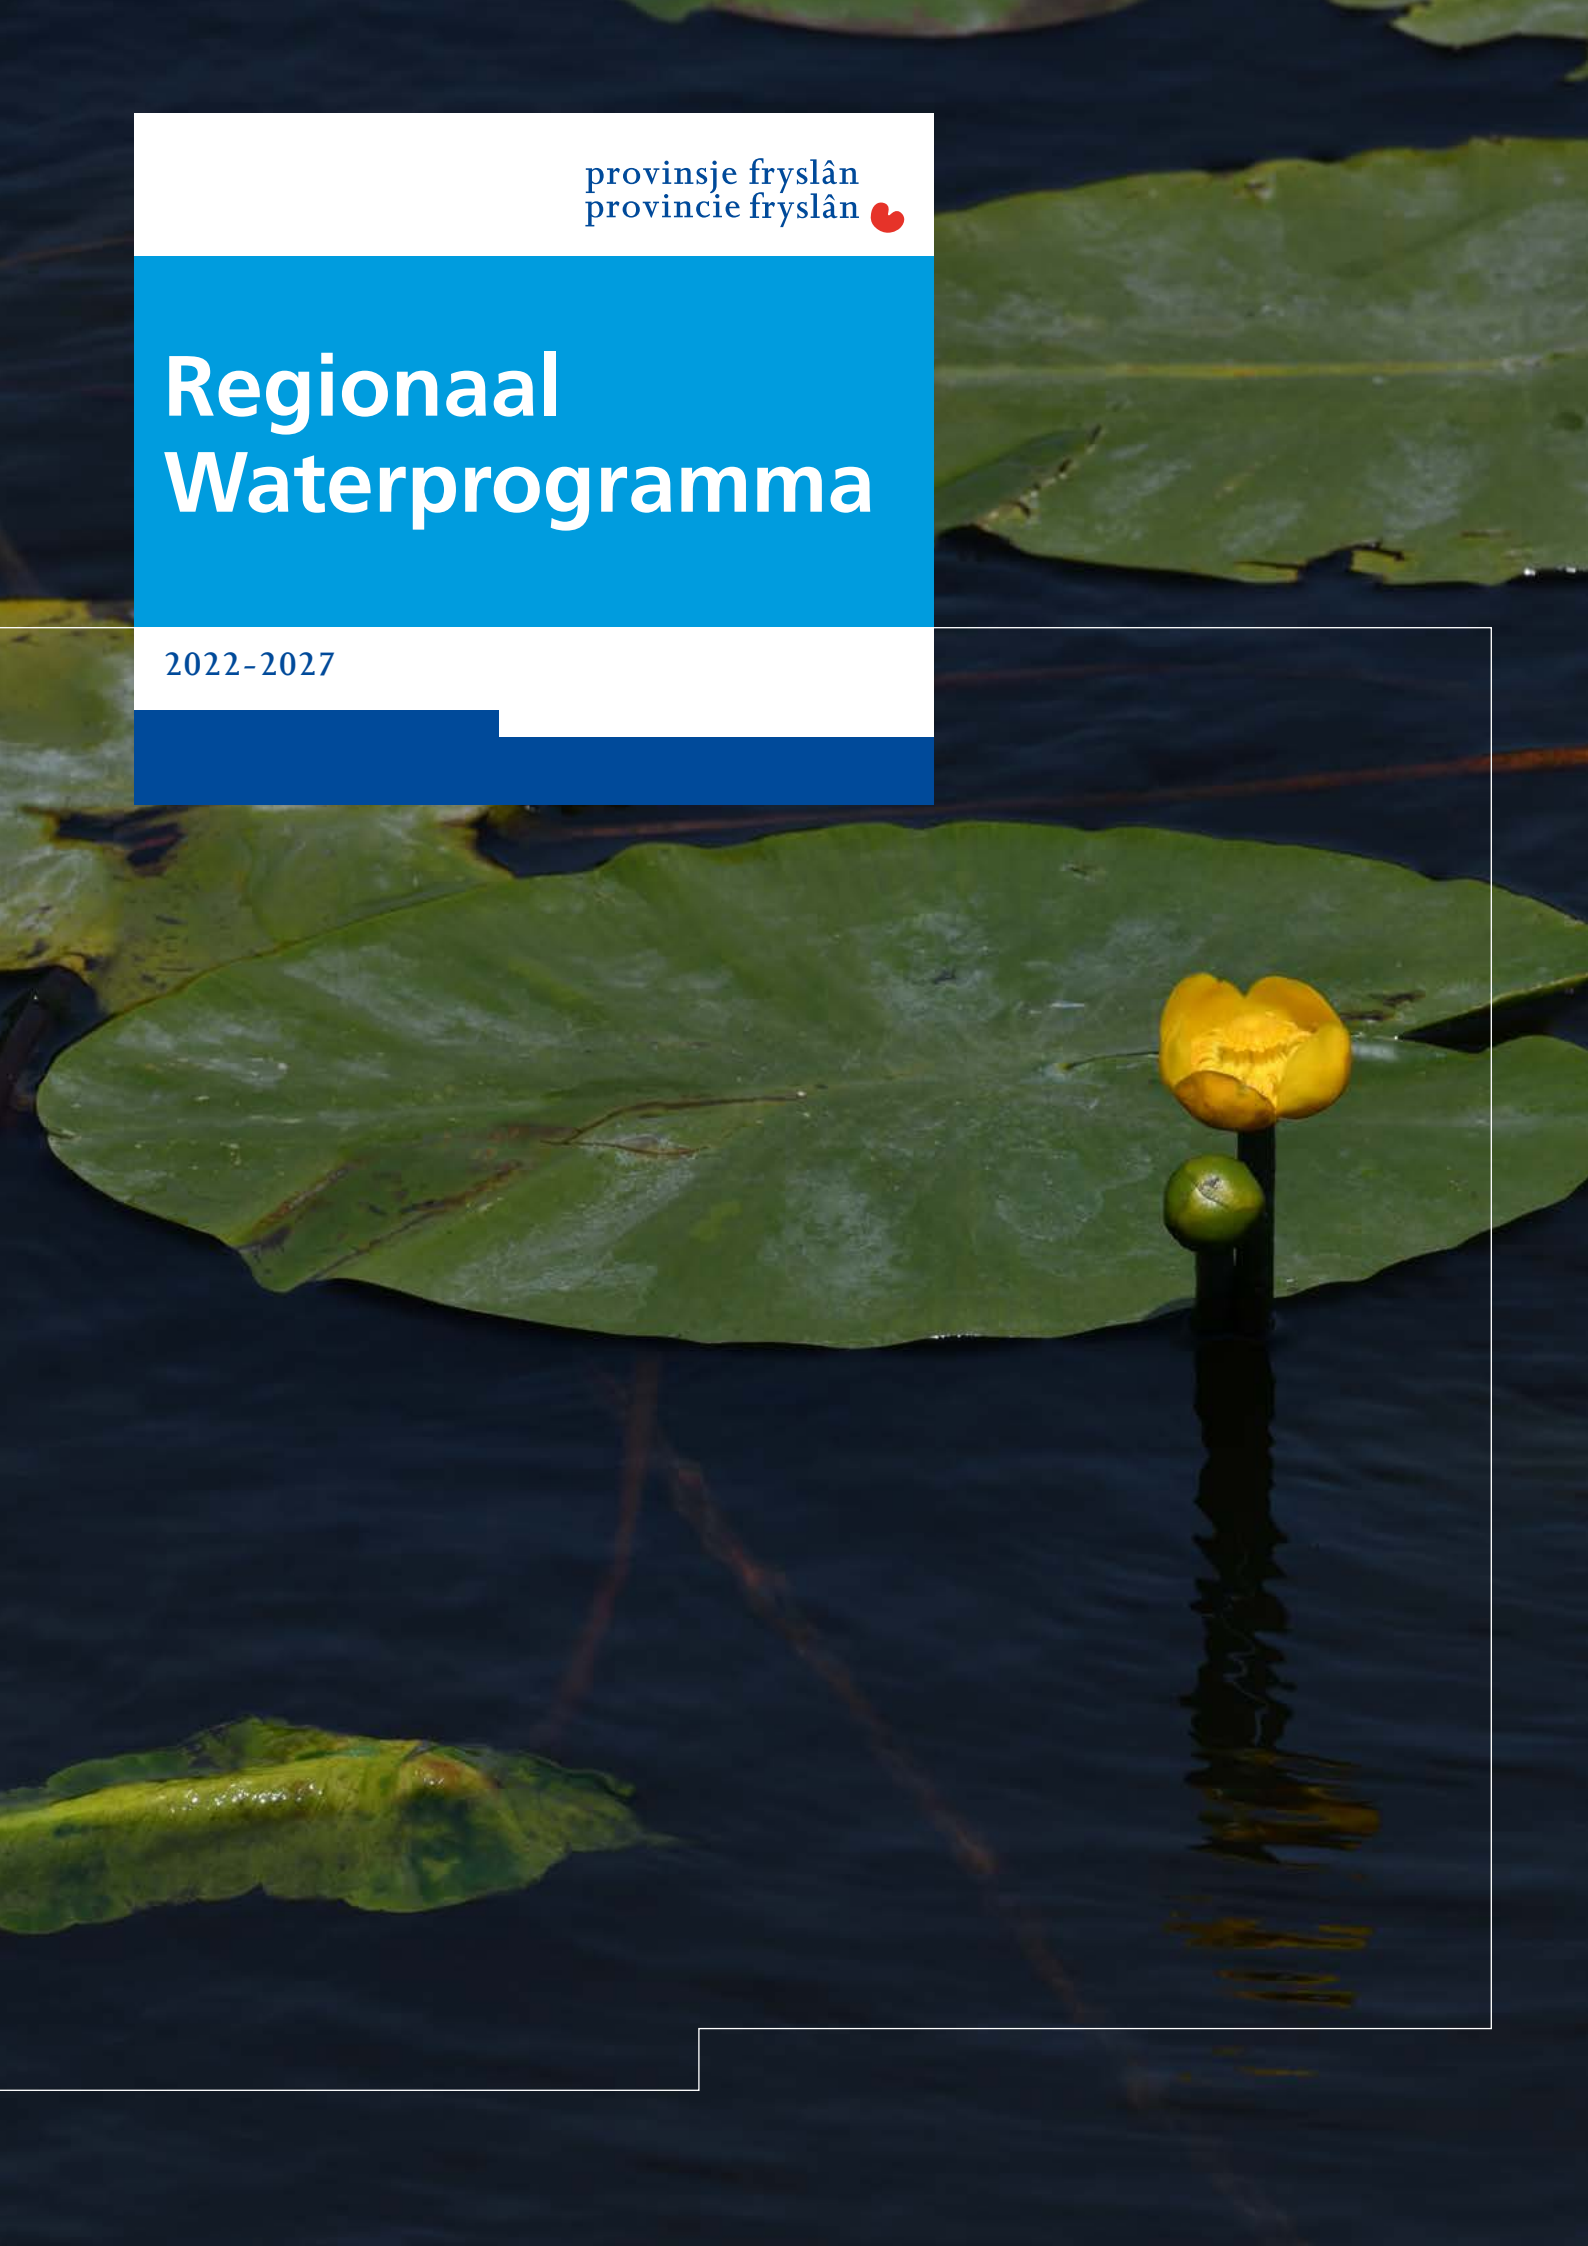 provinsje fryslân
provincie fryslân
Regionaal
Waterprogramma
2022-2027